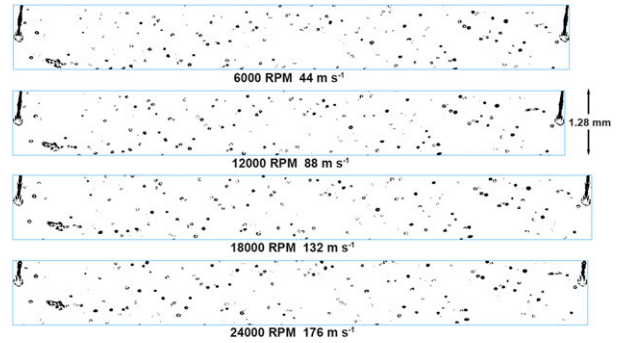 6000 RPM 44 m s-1
12000 RPM 88 m s-1
1.28 mm
18000 RPM 132 m s-1
24000 RPM 176 m s-1